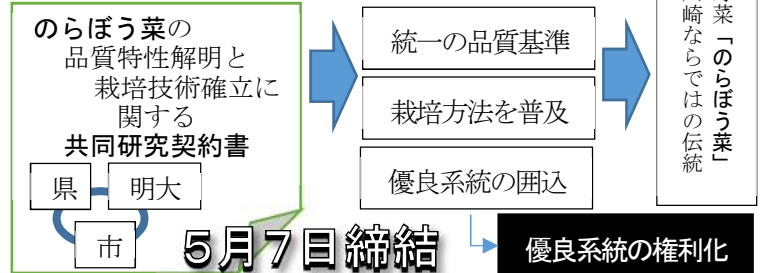 のらぼう菜の
品質特性解明と
栽培技術確立に
関する
共同研究契約書
県
明大
市
5月7日締結
統一の品質基準
栽培方法を普及
優良系統の囲込
優良系統の権利化
菜「のらぼう菜」
崎ならではの伝統